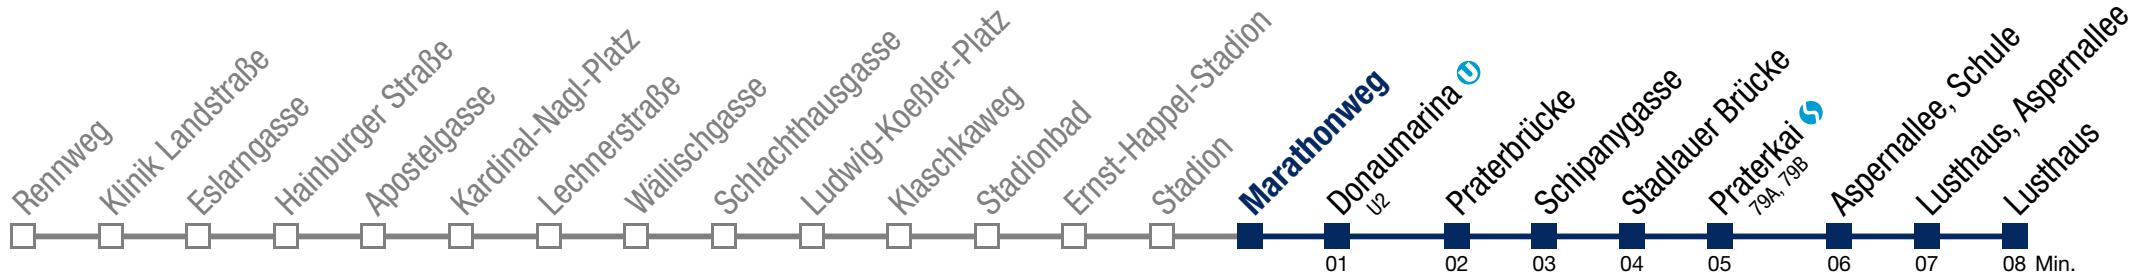 Rennweg
Klinik Landstraße
Eslarngasse
Hainburger Straße
Apostelgasse
Kardinal-Nagl-Platz
Lechnerstraße
Wällischgasse
Schlachthausgasse
Ludwig-Koeßler-Platz
Klaschkaweg
Stadionbad
Ernst-Happel-Stadion
Stadion
Marathonweg
Donaumarina U
U2
Praterbrücke
Schipanygasse
Stadlauer Brücke
Praterkai S
79A, 79B
Aspernallee, Schule
Lusthaus, Aspernallee
Lusthaus
01 02 03 04 05 06 07 08 Min.